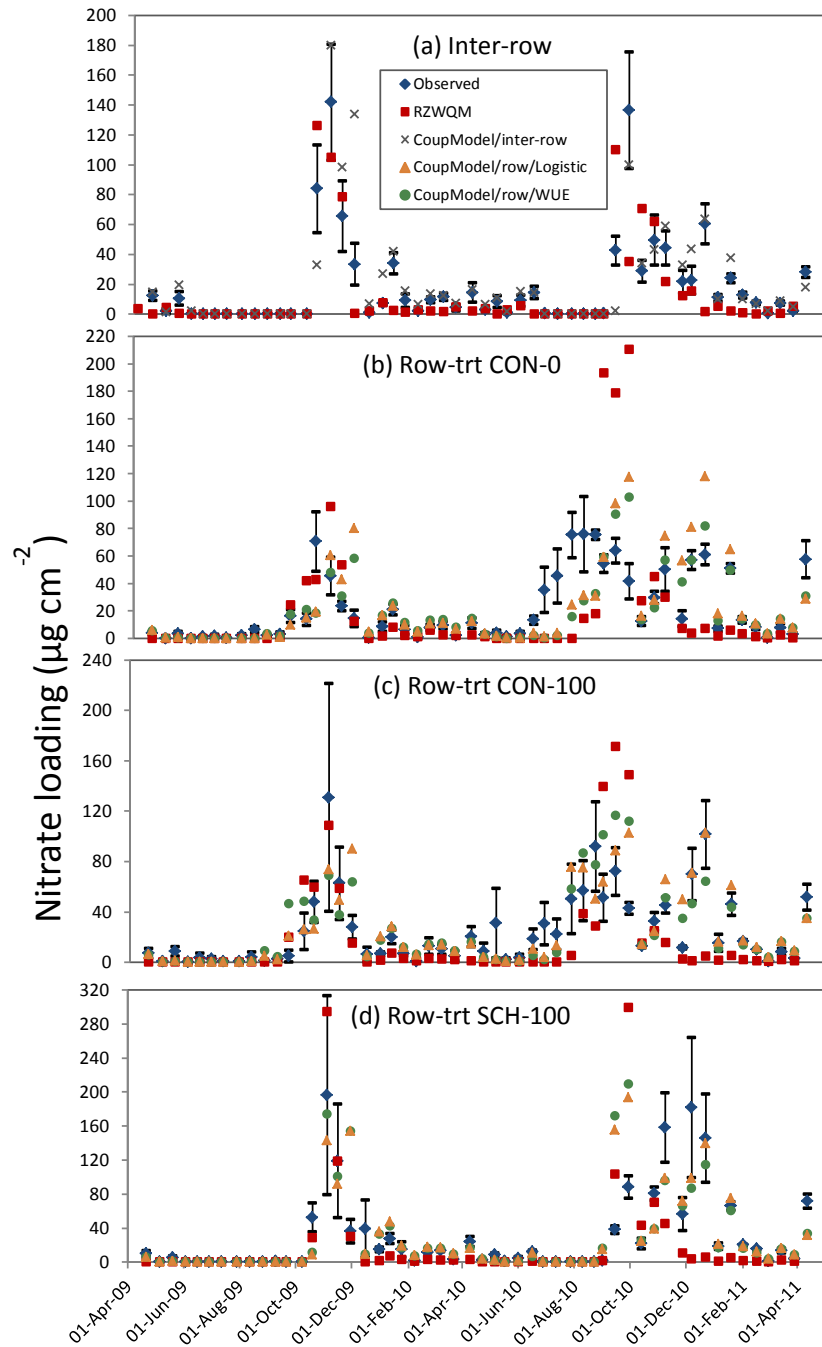 200
180
160
140
120
100
80
60
40
20
0
(a) Inter-row
Observed
RZWQM
CoupModel/inter-row
CoupModel/row/Logistic
CoupModel/row/WUE
220
200
180
160
140
120
100
80
60
40
20
0
(b) Row-trt CON-0
240
200
160
120
80
40
0
(c) Row-trt CON-100
320
280
240
200
160
120
80
40
0
(d) Row-trt SCH-100
Nitrate loading (µg cm-2)
01-Apr-09
01-Jun-09
01-Aug-09
01-Oct-09
01-Dec-09
01-Feb-10
01-Apr-10
01-Jun-10
01-Aug-10
01-Oct-10
01-Dec-10
01-Feb-11
01-Apr-11